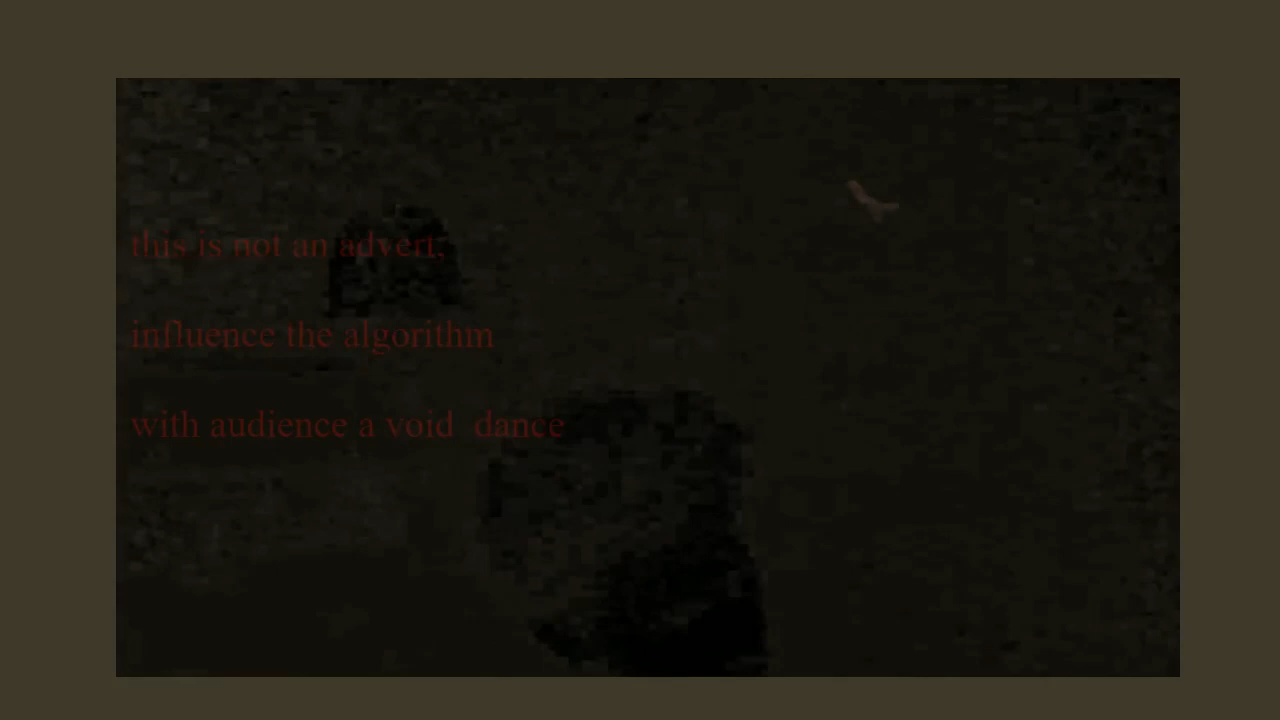 this is not an advert;
influence the algorithm
with audience a void  dance